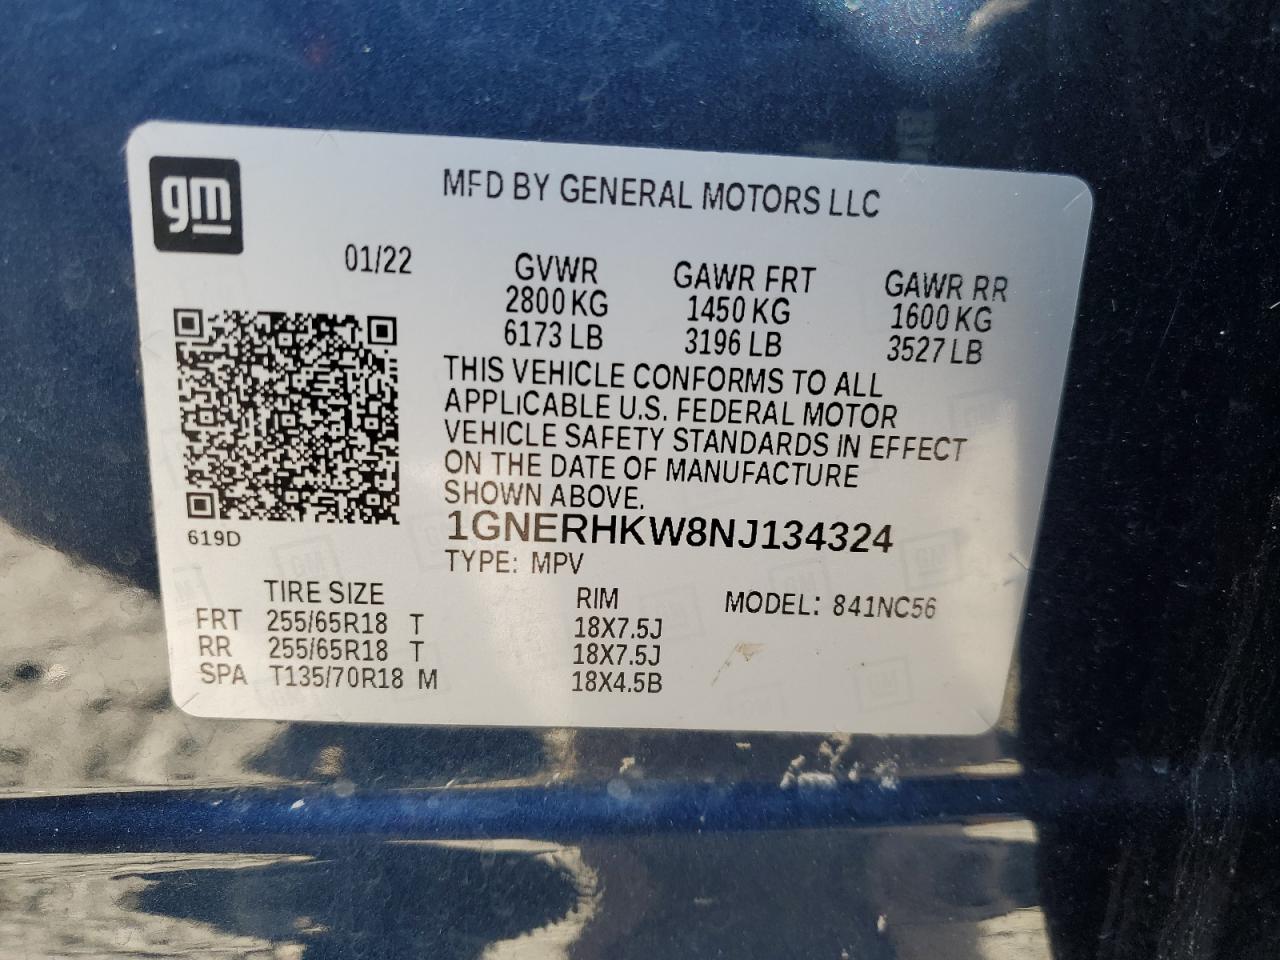 gm
MFD BY GENERAL MOTORS LLC
01/22
GVWR GAWR FRT GAWR RR
2800 KG 1450 KG 1600 KG
6173 LB 3196 LB 3527 LB
THIS VEHICLE CONFORMS TO ALL
APPLICABLE U.S. FEDERAL MOTOR
VEHICLE SAFETY STANDARDS IN EFFECT
ON THE DATE OF MANUFACTURE
SHOWN ABOVE.
619D
1GNERHKW8NJ134324
TYPE: MPV
TIRE SIZE RIM MODEL: 841NC56
FRT 255/65R18 T 18X7.5J
RR 255/65R18 T 18X7.5J
SPA T135/70R18 M 18X4.5B